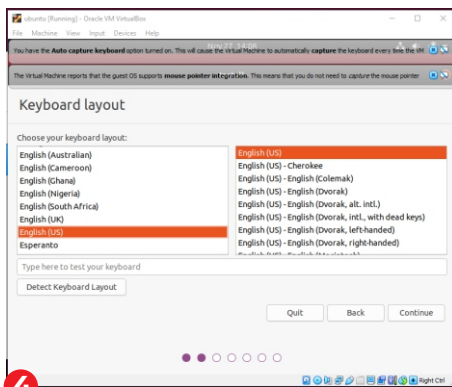 ubuntu [Running] - Oracle VM VirtualBox
File Machine View Input Devices Help
You have the Auto capture keyboard option turned on. This will cause the Virtual Machine to automatically capture the keyboard every time the VM
The Virtual Machine reports that the guest OS supports mouse pointer integration. This means that you do not need to capture the mouse pointer
Keyboard layout
Choose your keyboard layout:
English (Australian)
English (Cameroon)
English (Ghana)
English (Nigeria)
English (South Africa)
English (UK)
English (US)
Esperanto
English (US)
English (US) - Cherokee
English (US) - English (Colemak)
English (US) - English (Dvorak)
English (US) - English (Dvorak, alt. intl.)
English (US) - English (Dvorak, intl., with dead keys)
English (US) - English (Dvorak, left-handed)
English (US) - English (Dvorak, right-handed)
English (US) - English (Macintosh)
Type here to test your keyboard
Detect Keyboard Layout
Quit Back Continue
4
Right Ctrl